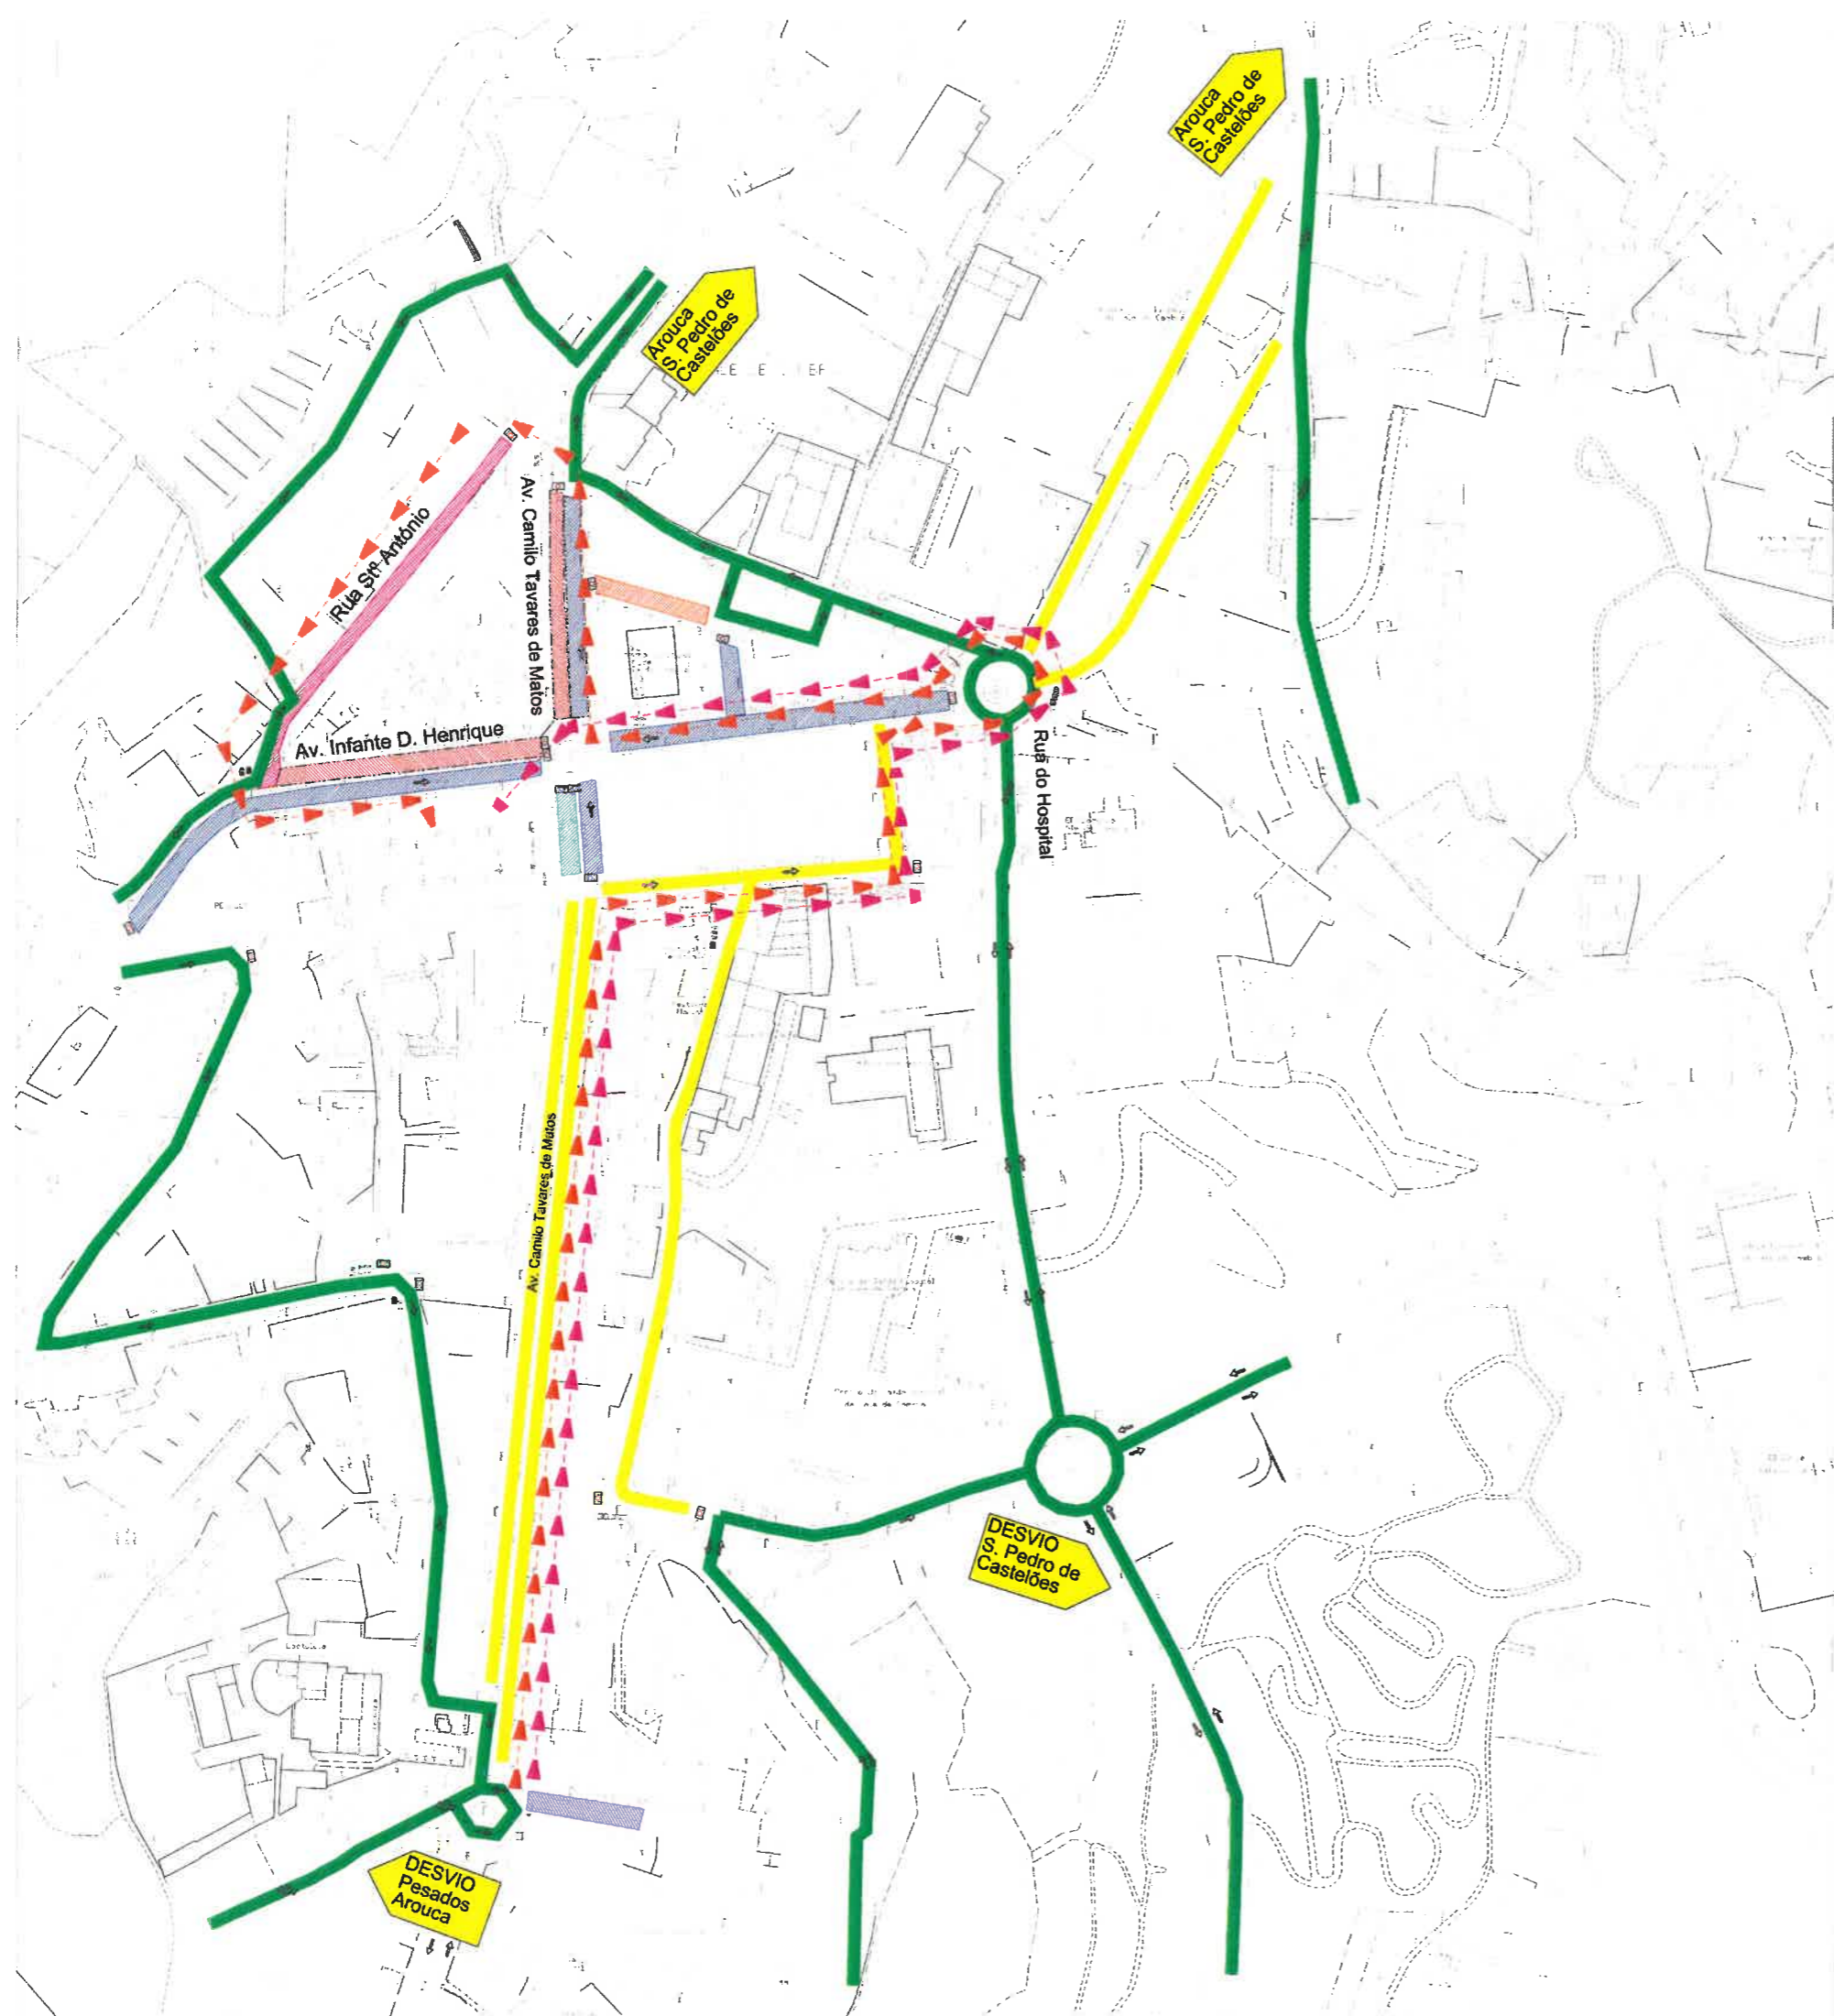 Arouca
S. Pedro de
Castelões
Arouca
S. Pedro de
Castelões
Rua Stº António
Av. Camilo Tavares de Matos
Av. Infante D. Henrique
Rua do Hospital
Av. Camilo Tavares de Matos
DESVIO
S. Pedro de
Castelões
DESVIO
Pesados
Arouca